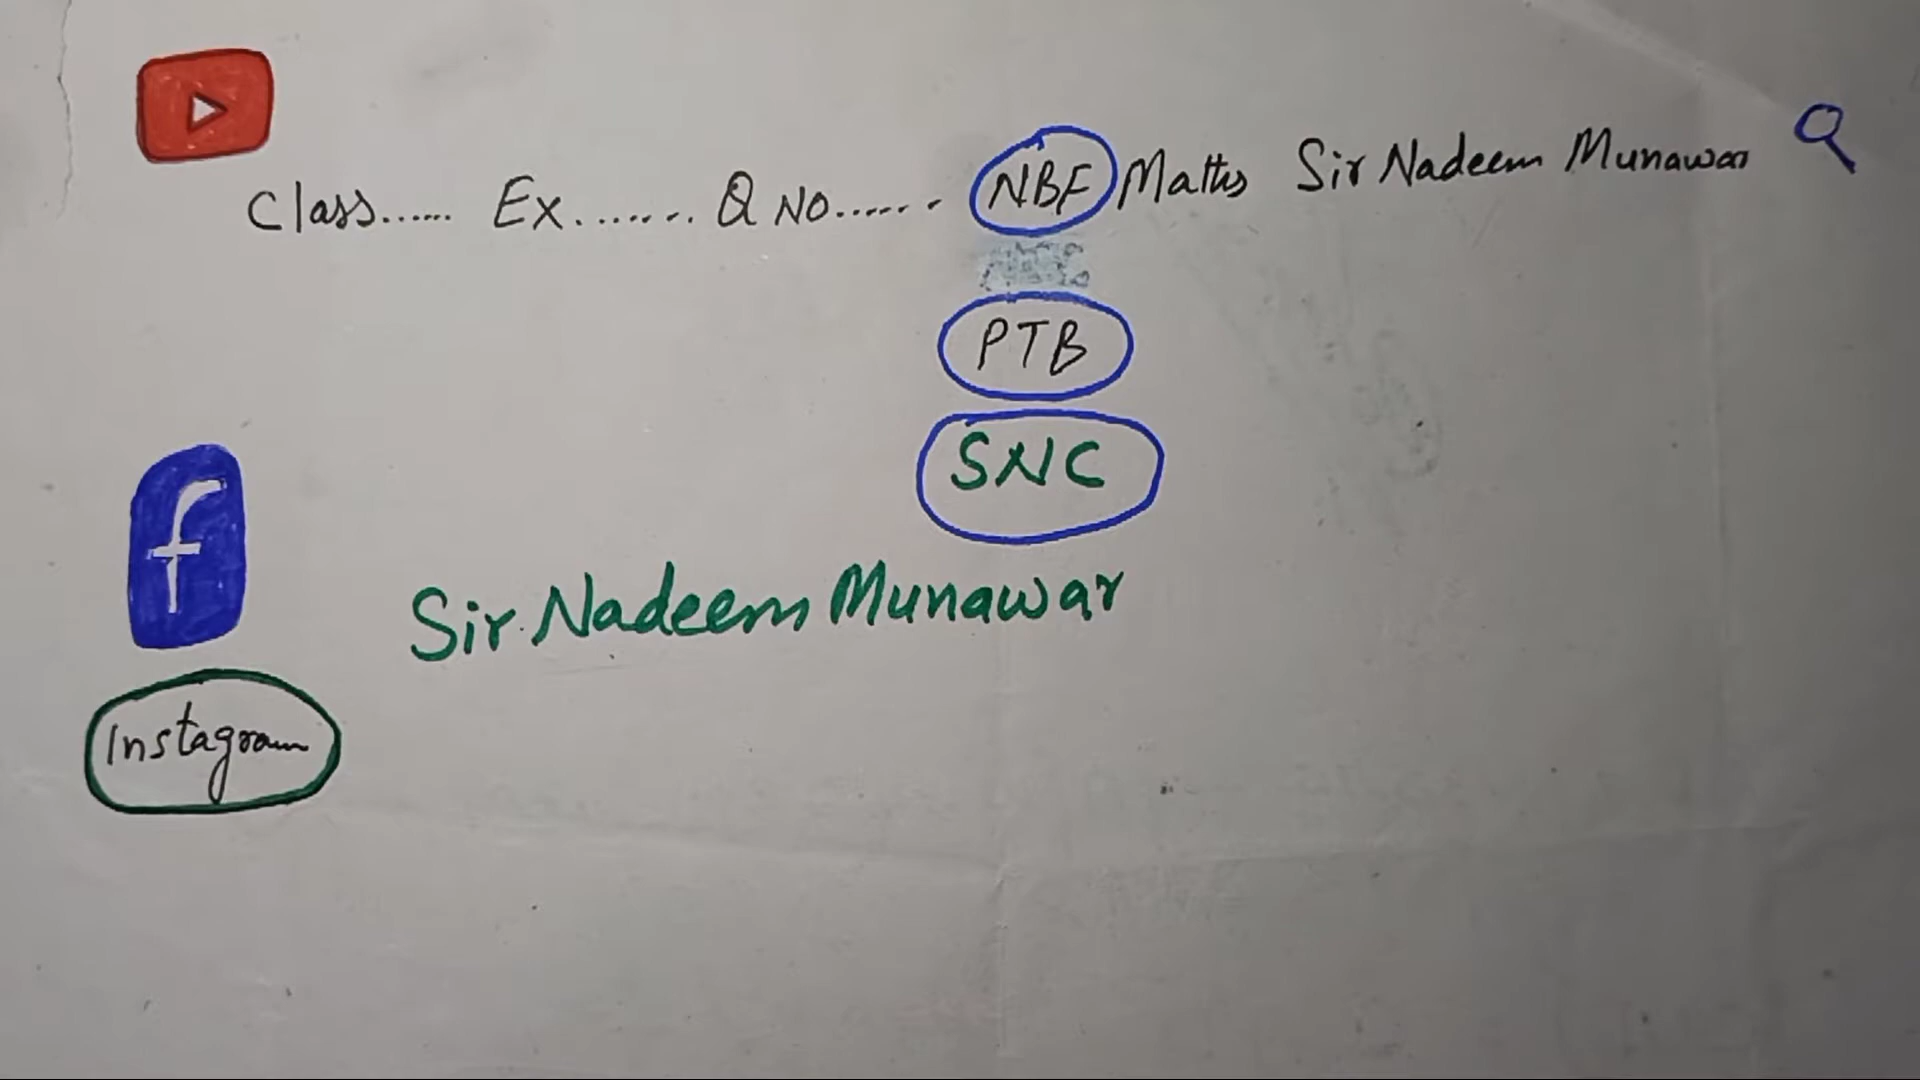 Class...... Ex........ Q No....... NBF Maths Sir Nadeem Munawar
PTB
SNC
f
Sir Nadeem Munawar
Instagram